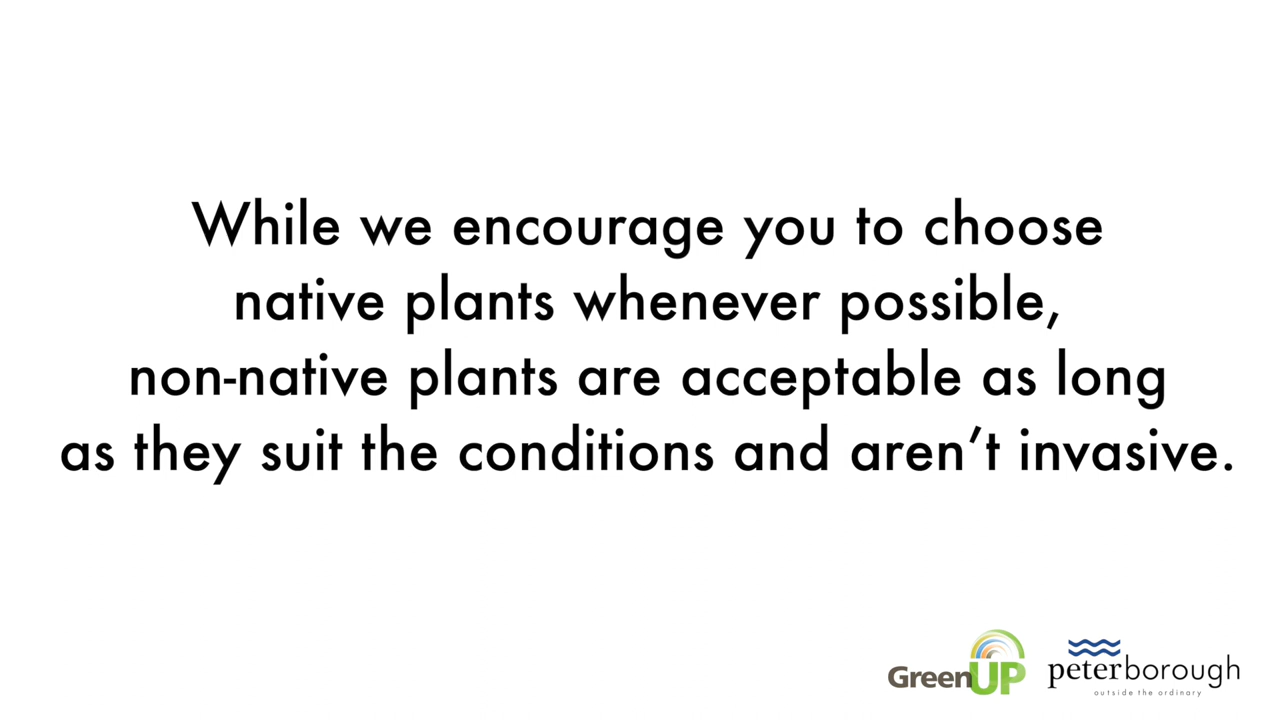 While we encourage you to choose
native plants whenever possible,
non-native plants are acceptable as long
as they suit the conditions and aren’t invasive.
GreenUP
peterborough
outside the ordinary